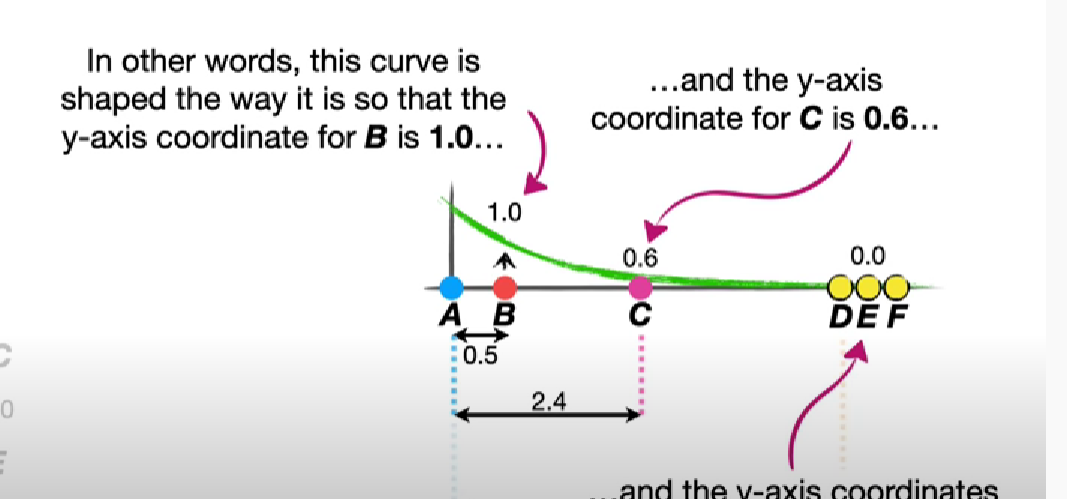 In other words, this curve is
shaped the way it is so that the
y-axis coordinate for B is 1.0...
...and the y-axis
coordinate for C is 0.6...
1.0
0.6
0.0
A B C D E F
0.5
2.4
C
0
E
...and the y-axis coordinates